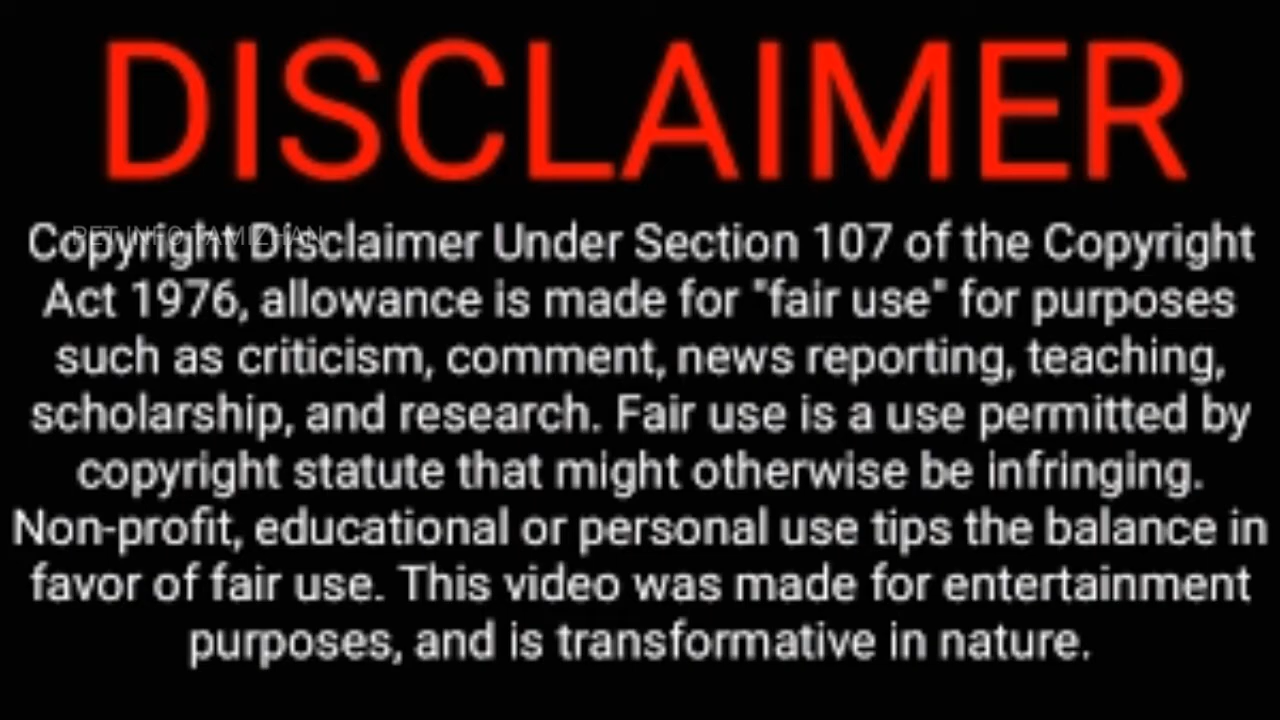 DISCLAIMER
PET INFO TAMIZHAN
Copyright Disclaimer Under Section 107 of the Copyright
Act 1976, allowance is made for "fair use" for purposes
such as criticism, comment, news reporting, teaching,
scholarship, and research. Fair use is a use permitted by
copyright statute that might otherwise be infringing.
Non-profit, educational or personal use tips the balance in
favor of fair use. This video was made for entertainment
purposes, and is transformative in nature.